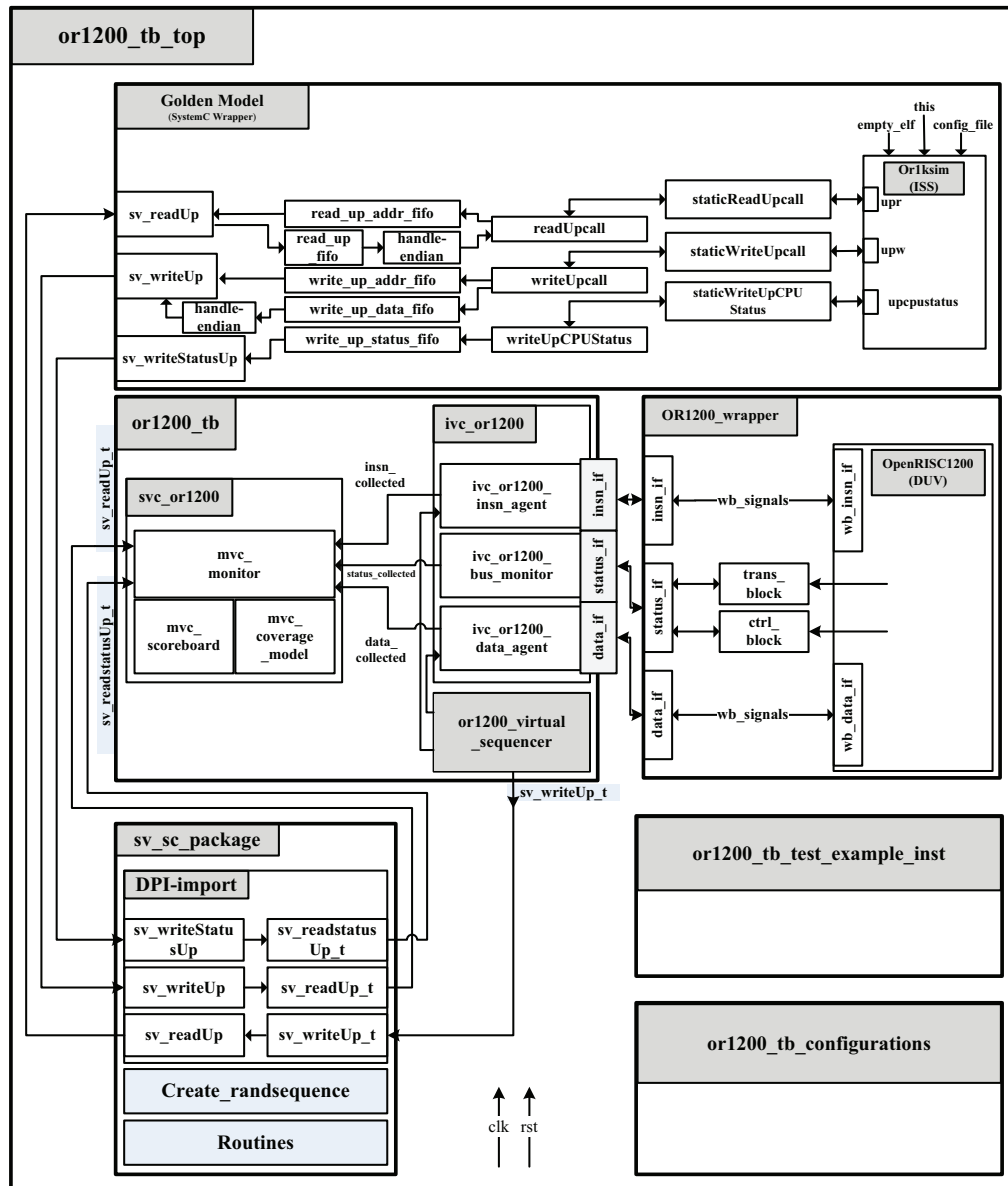 or1200_tb_top
Golden Model
(SystemC Wrapper)
this
empty_elf
config_file
Or1ksim
(ISS)
sv_readUp
read_up_addr_fifo
staticReadUpcall
upr
readUpcall
read_up
_fifo
handle-
endian
staticWriteUpcall
upw
sv_writeUp
write_up_addr_fifo
writeUpcall
handle-
endian
write_up_data_fifo
staticWriteUpCPU
Status
upcpustatus
sv_writeStatusUp
write_up_status_fifo
writeUpCPUStatus
or1200_tb
ivc_or1200
OR1200_wrapper
sv_readUp_t
svc_or1200
insn_
collected
ivc_or1200_
insn_agent
insn_if
insn_if
wb_signals
wb_insn_if
OpenRISC1200
(DUV)
mvc_
monitor
status_collected
ivc_or1200_
bus_monitor
status_if
status_if
trans_
block
ctrl_
block
sv_readstatusUp_t
mvc_
scoreboard
mvc_
coverage
_model
data_
collected
ivc_or1200_
data_agent
data_if
data_if
wb_signals
wb_data_if
or1200_virtual
_sequencer
sv_writeUp_t
sv_sc_package
DPI-import
sv_writeStat
usUp
sv_readstatus
Up_t
sv_writeUp
sv_readUp_t
sv_readUp
sv_writeUp_t
Create_randsequence
Routines
clk
rst
or1200_tb_test_example_inst
or1200_tb_configurations